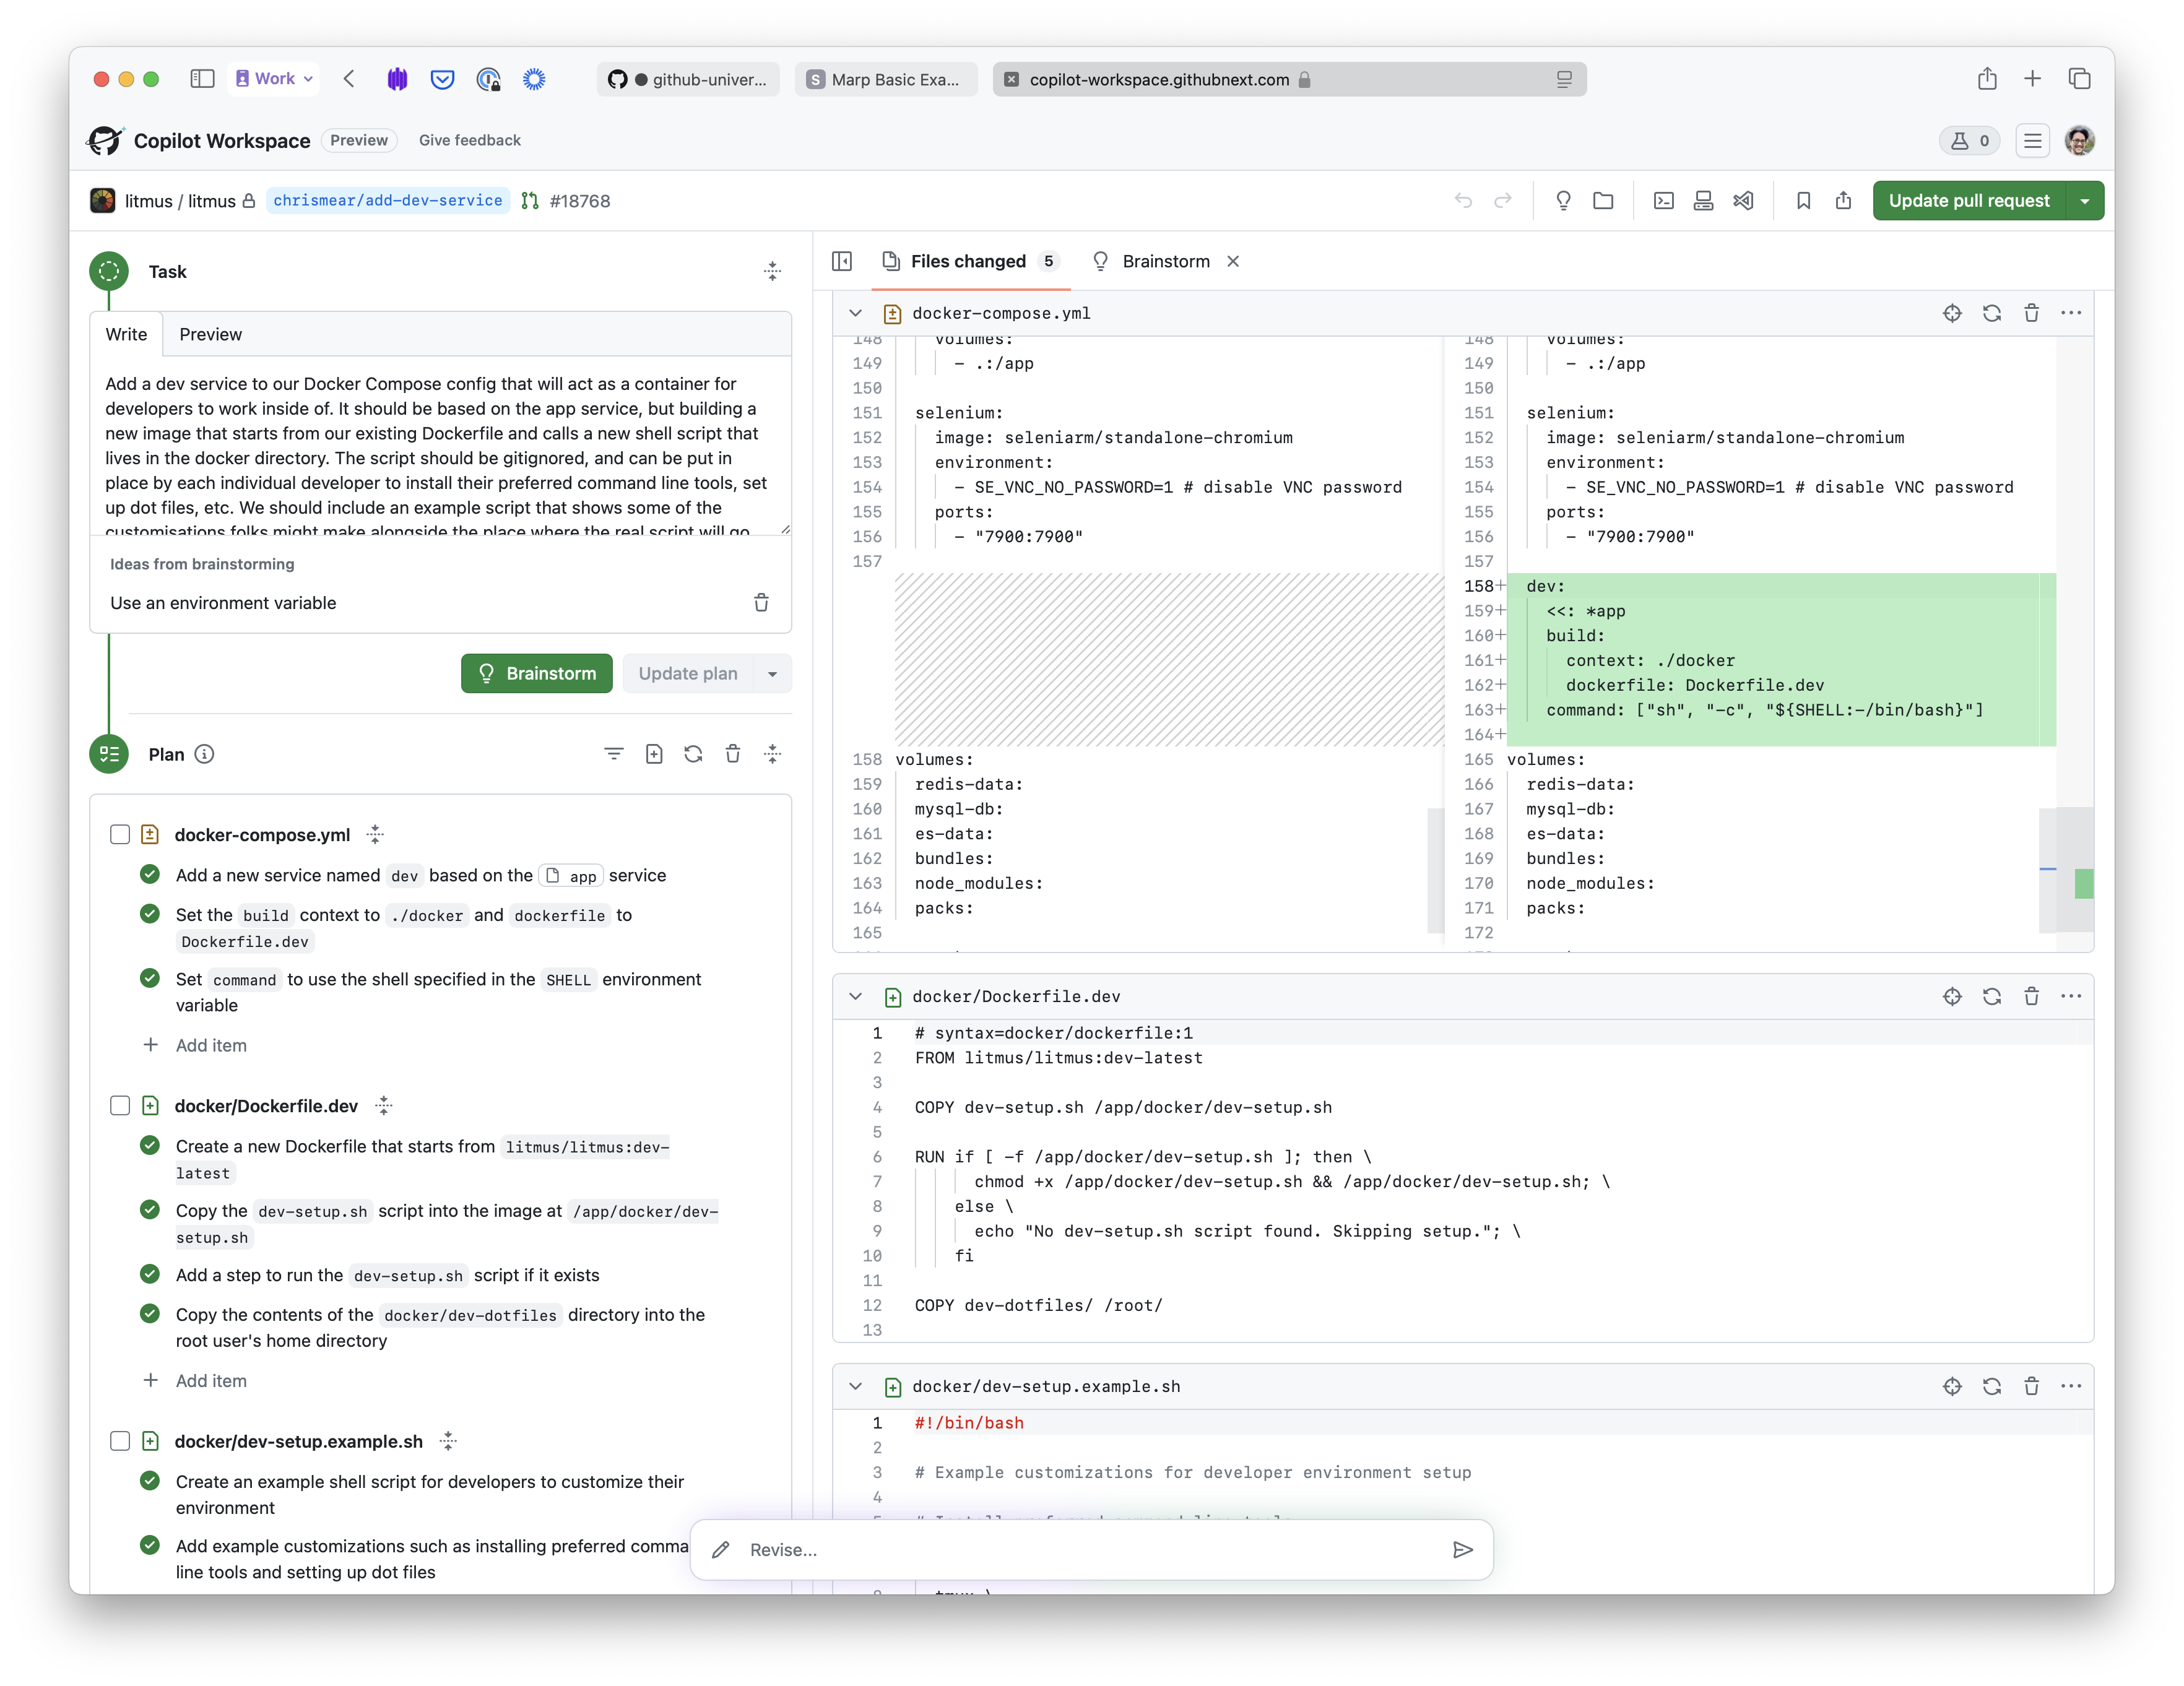 Work
github-univer...
S Marp Basic Exa...
copilot-workspace.githubnext.com
Copilot Workspace Preview Give feedback
0
litmus / litmus chrismear/add-dev-service #18768
Update pull request
Task
Write Preview
Add a dev service to our Docker Compose config that will act as a container for
developers to work inside of. It should be based on the app service, but building a
new image that starts from our existing Dockerfile and calls a new shell script that
lives in the docker directory. The script should be gitignored, and can be put in
place by each individual developer to install their preferred command line tools, set
up dot files, etc. We should include an example script that shows some of the
customisations folks might make alongside the place where the real script will go
Ideas from brainstorming
Use an environment variable
Brainstorm Update plan
Plan
docker-compose.yml
Add a new service named dev based on the app service
Set the build context to ./docker and dockerfile to
Dockerfile.dev
Set command to use the shell specified in the SHELL environment
variable
Add item
docker/Dockerfile.dev
Create a new Dockerfile that starts from litmus/litmus:dev-
latest
Copy the dev-setup.sh script into the image at /app/docker/dev-
setup.sh
Add a step to run the dev-setup.sh script if it exists
Copy the contents of the docker/dev-dotfiles directory into the
root user's home directory
Add item
docker/dev-setup.example.sh
Create an example shell script for developers to customize their
environment
Add example customizations such as installing preferred comma
line tools and setting up dot files
Files changed 5 Brainstorm
docker-compose.yml
148 volumes:
149 - .:/app
150
151 selenium:
152 image: seleniarm/standalone-chromium
153 environment:
154 - SE_VNC_NO_PASSWORD=1 # disable VNC password
155 ports:
156 - "7900:7900"
157
158 volumes:
159 redis-data:
160 mysql-db:
161 es-data:
162 bundles:
163 node_modules:
164 packs:
165
148 volumes:
149 - .:/app
150
151 selenium:
152 image: seleniarm/standalone-chromium
153 environment:
154 - SE_VNC_NO_PASSWORD=1 # disable VNC password
155 ports:
156 - "7900:7900"
157
158+ dev:
159+ <<: *app
160+ build:
161+ context: ./docker
162+ dockerfile: Dockerfile.dev
163+ command: ["sh", "-c", "${SHELL:-/bin/bash}"]
164+
165 volumes:
166 redis-data:
167 mysql-db:
168 es-data:
169 bundles:
170 node_modules:
171 packs:
172
docker/Dockerfile.dev
1 # syntax=docker/dockerfile:1
2 FROM litmus/litmus:dev-latest
3
4 COPY dev-setup.sh /app/docker/dev-setup.sh
5
6 RUN if [ -f /app/docker/dev-setup.sh ]; then \
7 chmod +x /app/docker/dev-setup.sh && /app/docker/dev-setup.sh; \
8 else \
9 echo "No dev-setup.sh script found. Skipping setup."; \
10 fi
11
12 COPY dev-dotfiles/ /root/
13
docker/dev-setup.example.sh
1 #!/bin/bash
2
3 # Example customizations for developer environment setup
4
Revise...